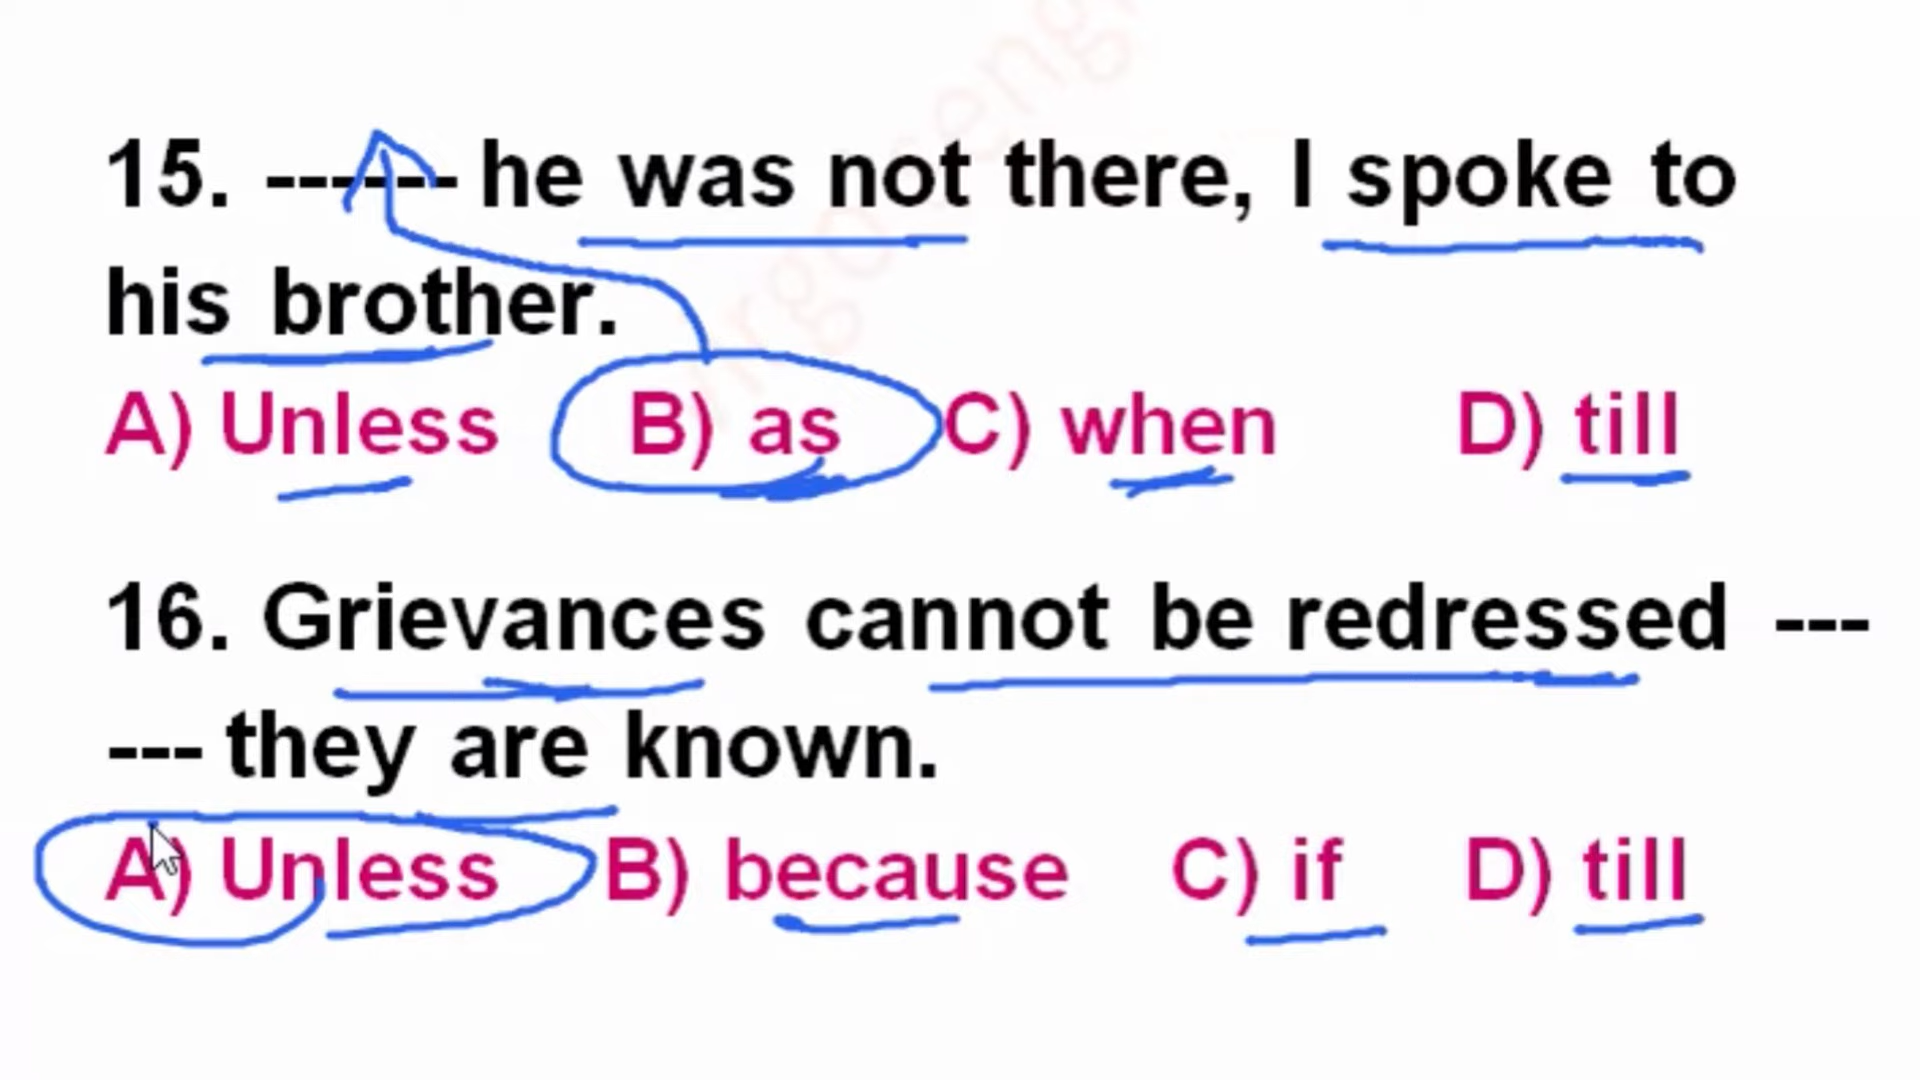 15. ------ he was not there, I spoke to
his brother.
A) Unless B) as C) when D) till
16. Grievances cannot be redressed ---
--- they are known.
A) Unless B) because C) if D) till